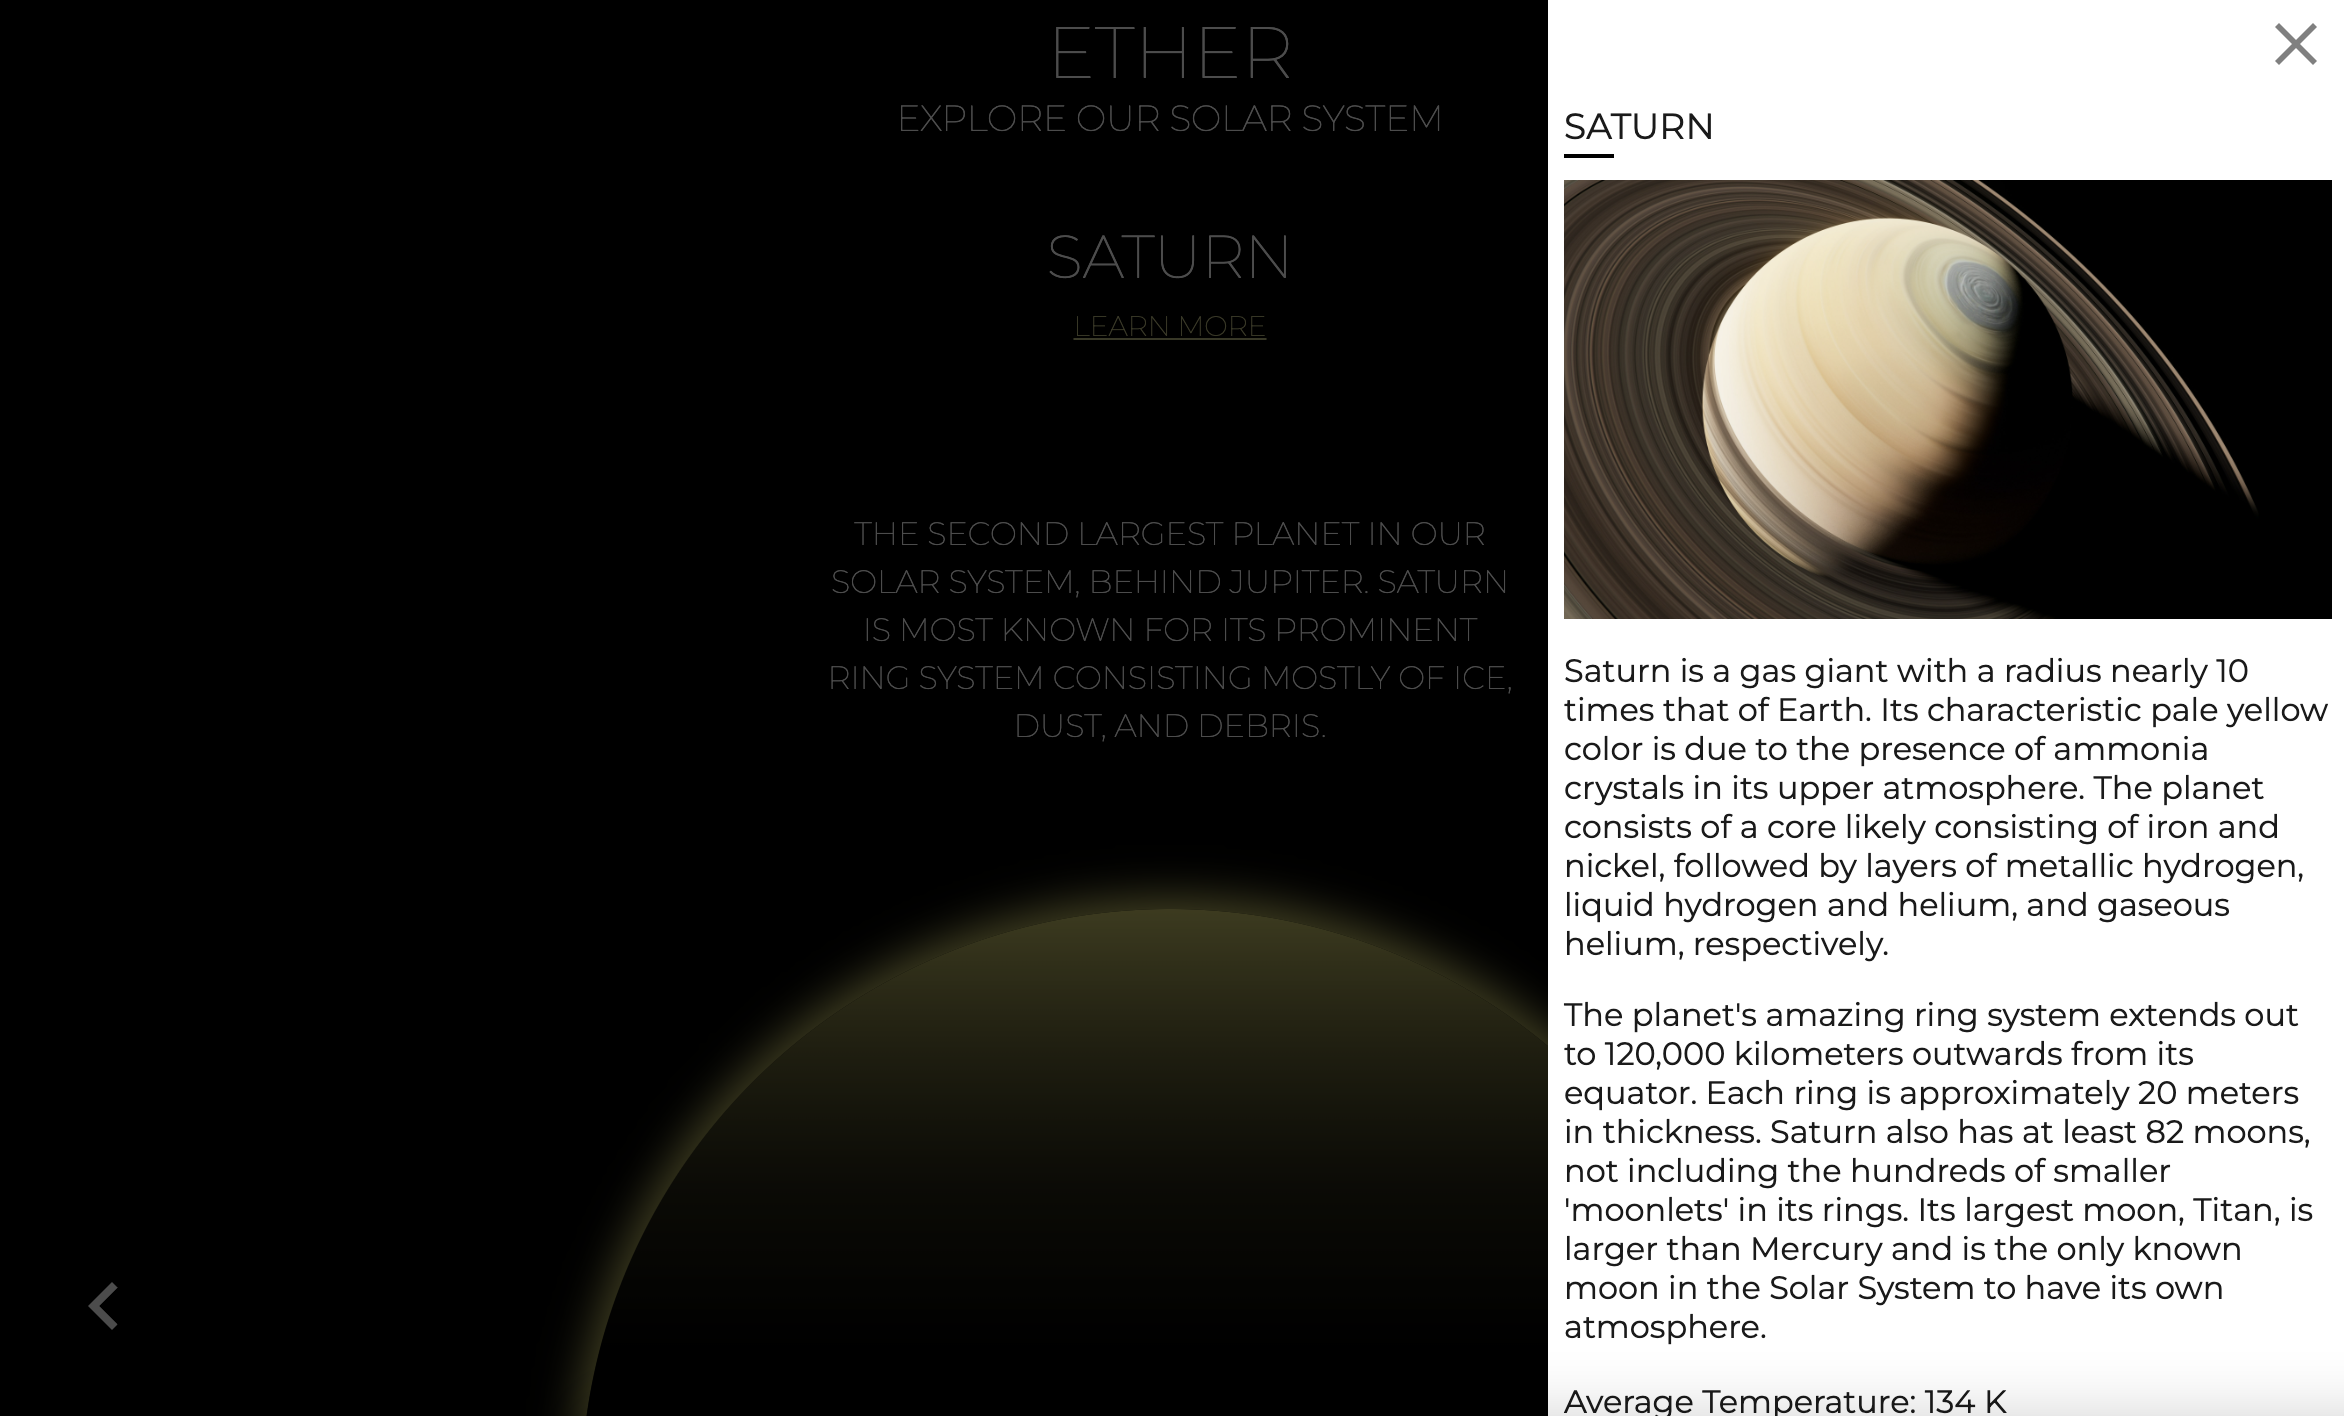 ETHER
EXPLORE OUR SOLAR SYSTEM
SATURN
LEARN MORE
THE SECOND LARGEST PLANET IN OUR
SOLAR SYSTEM, BEHIND JUPITER. SATURN
IS MOST KNOWN FOR ITS PROMINENT
RING SYSTEM CONSISTING MOSTLY OF ICE,
DUST, AND DEBRIS.
SATURN
Saturn is a gas giant with a radius nearly 10
times that of Earth. Its characteristic pale yellow
color is due to the presence of ammonia
crystals in its upper atmosphere. The planet
consists of a core likely consisting of iron and
nickel, followed by layers of metallic hydrogen,
liquid hydrogen and helium, and gaseous
helium, respectively.
The planet's amazing ring system extends out
to 120,000 kilometers outwards from its
equator. Each ring is approximately 20 meters
in thickness. Saturn also has at least 82 moons,
not including the hundreds of smaller
'moonlets' in its rings. Its largest moon, Titan, is
larger than Mercury and is the only known
moon in the Solar System to have its own
atmosphere.
Average Temperature: 134 K